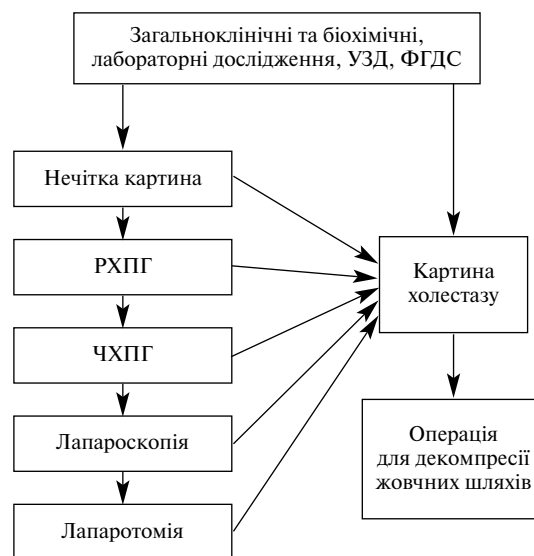 Загальноклінічні та біохімічні,
лабораторні дослідження, УЗД, ФГДС
Нечітка картина
РХПГ
ЧХПГ
Лапароскопія
Лапаротомія
Картина
холестазу
Операція
для декомпресії
жовчних шляхів